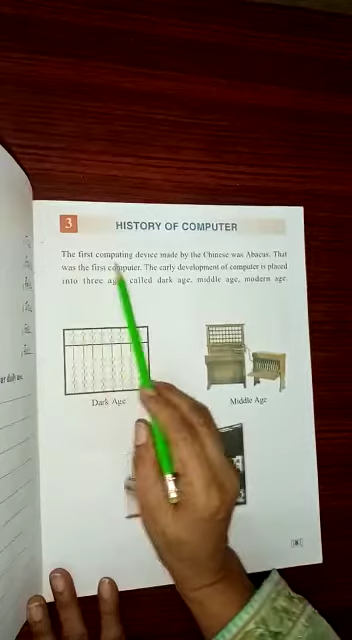 3
HISTORY OF COMPUTER
The first computing device made by the Chinese was Abacus. That
was the first computer. The early development of computer is placed
into three age called dark age, middle age, modern age
Dark Age
Middle Age